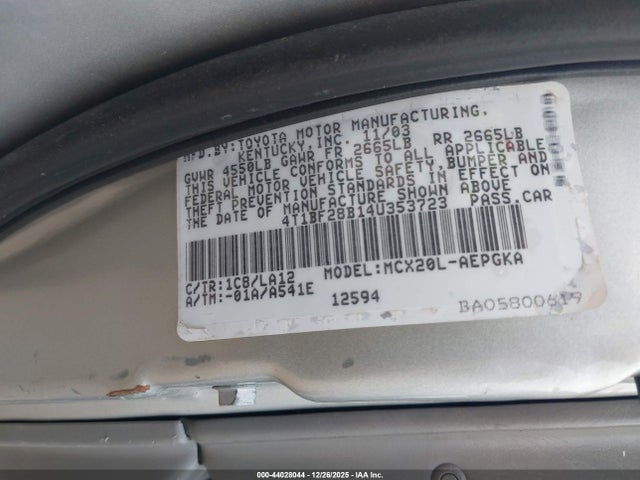 MFD.BY:TOYOTA MOTOR MANUFACTURING,
KENTUCKY, INC. 11/03
GVWR 4550LB GAWR FR 2665LB RR 2665LB
THIS VEHICLE CONFORMS TO ALL APPLICABLE
FEDERAL MOTOR VEHICLE SAFETY, BUMPER AND
THEFT PREVENTION STANDARDS IN EFFECT ON
THE DATE OF MANUFACTURE SHOWN ABOVE
4T1BF28B14U353723 PASS.CAR
C/TR:1C8/LA12 MODEL:MCX20L-AEPGKA
A/TM:-01A/A541E 12594
BA05800619
000-44028044 - 12/26/2025 - IAA Inc.